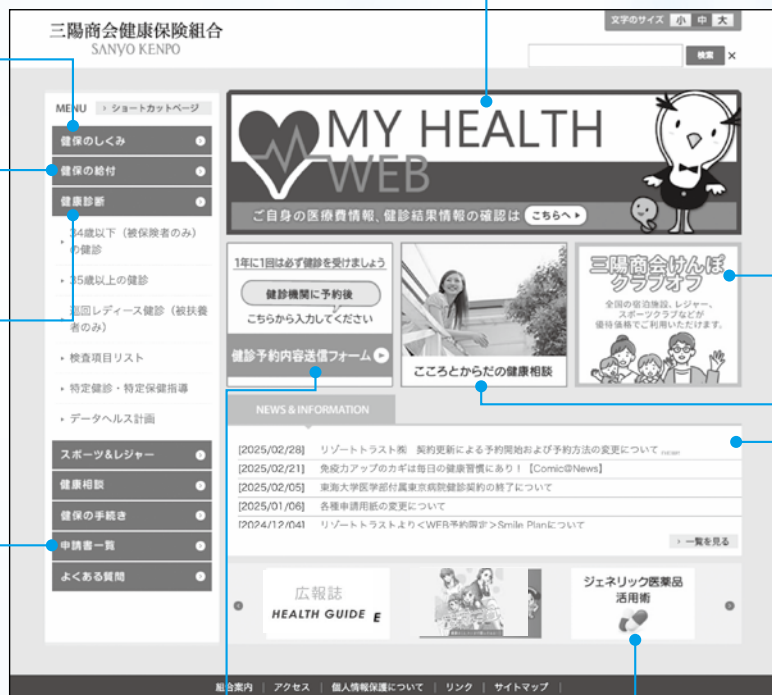 三陽商会健康保険組合
SANYO KENPO
文字のサイズ 小 中 大
検索 ×
MENU › ショートカットページ
健保のしくみ
健保の給付
健康診断
34歳以下（被保険者のみ）
の健診
35歳以上の健診
巡回レディース健診（被扶養
者のみ）
検査項目リスト
特定健診・特定保健指導
データヘルス計画
スポーツ&レジャー
健康相談
健保の手続き
申請書一覧
よくある質問
MY HEALTH
WEB
ご自身の医療費情報、健診結果情報の確認は こちらへ
1年に1回は必ず健診を受けましょう
健診機関に予約後
こちらから入力してください
健診予約内容送信フォーム
こころとからだの健康相談
三陽商会けんぽ
クラブオフ
全国の宿泊施設、レジャー、
スポーツクラブなどが
優待価格でご利用いただけます。
NEWS & INFORMATION
[2025/02/28] リゾートトラスト㈱ 契約更新による予約開始および予約方法の変更について
[2025/02/21] 免疫力アップのカギは毎日の健康習慣にあり！【Comic@News】
[2025/02/05] 東海大学医学部付属東京病院健診契約の終了について
[2025/01/06] 各種申請用紙の変更について
[2024/12/04] リゾートトラストより＜WEB予約限定＞Smile Planについて
› 一覧を見る
広報誌
HEALTH GUIDE E
ジェネリック医薬品
活用術
組合案内 | アクセス | 個人情報保護について | リンク | サイトマップ |